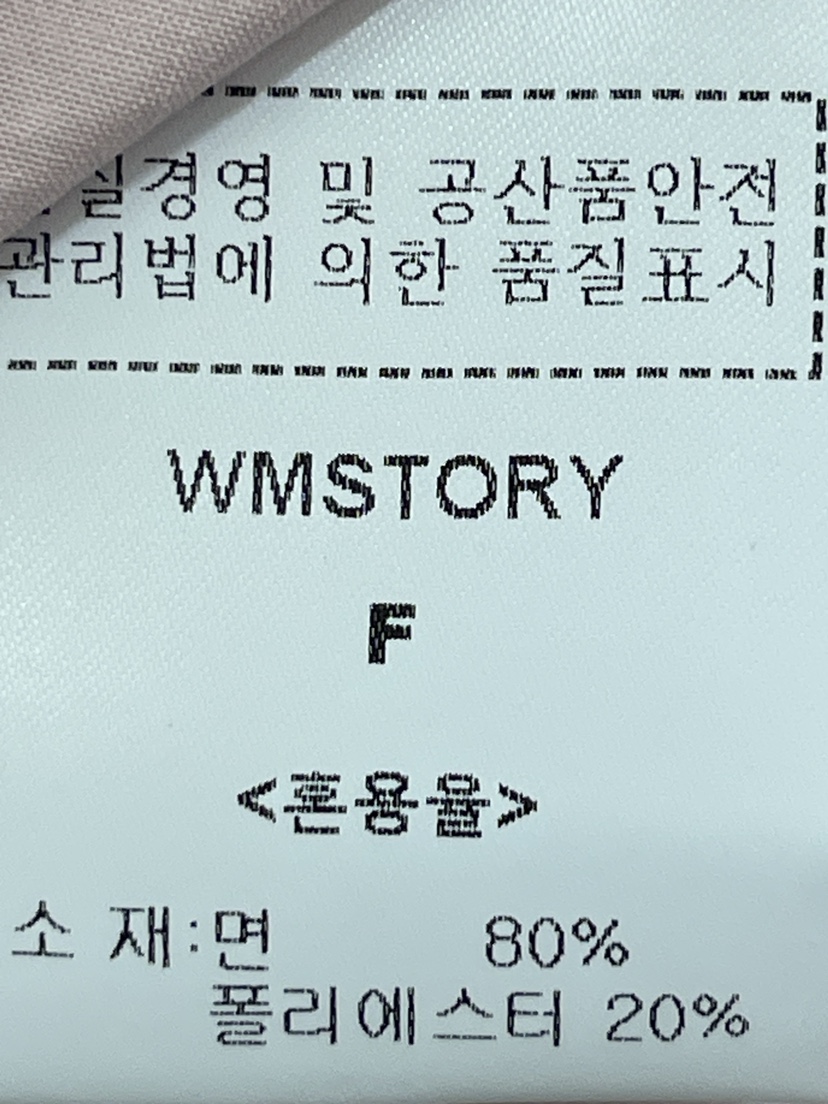 경영 및 공산품안전
관리법에 의한 품질표시
WMSTORY
F
<혼용율>
소 재:면 80%
폴리에스터 20%